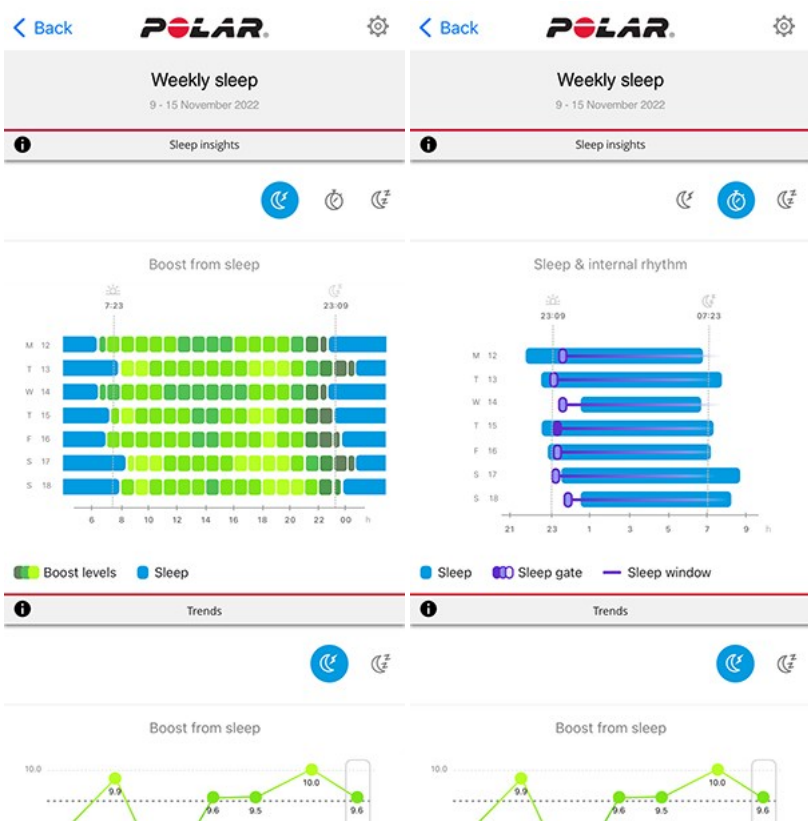 Back
POLAR
Weekly sleep
9 - 15 November 2022
Sleep insights
Boost from sleep
7:23 23:09
M 12
T 13
W 14
T 15
F 16
S 17
S 18
6 8 10 12 14 16 18 20 22 00 h
Boost levels Sleep
Trends
Boost from sleep
10.0
9.9
9.6
9.5
10.0
9.6
Back
POLAR
Weekly sleep
9 - 15 November 2022
Sleep insights
Sleep & internal rhythm
23:09 07:23
M 12
T 13
W 14
T 15
F 16
S 17
S 18
21 23 1 3 5 7 9 h
Sleep Sleep gate Sleep window
Trends
Boost from sleep
10.0
9.9
9.6
9.5
10.0
9.6